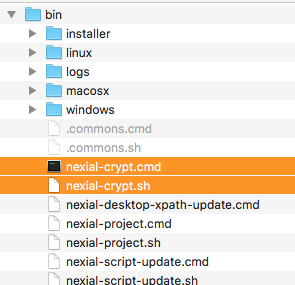 bin
installer
linux
logs
macosx
windows
.commons.cmd
.commons.sh
nexial-crypt.cmd
nexial-crypt.sh
nexial-desktop-xpath-update.cmd
nexial-project.cmd
nexial-project.sh
nexial-script-update.cmd
nexial-script-update.sh